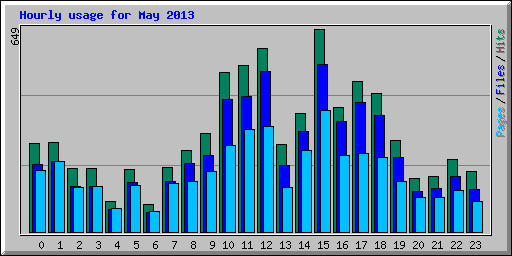 Hourly usage for May 2013
649
Pages / Files / Hits
0 1 2 3 4 5 6 7 8 9 10 11 12 13 14 15 16 17 18 19 20 21 22 23